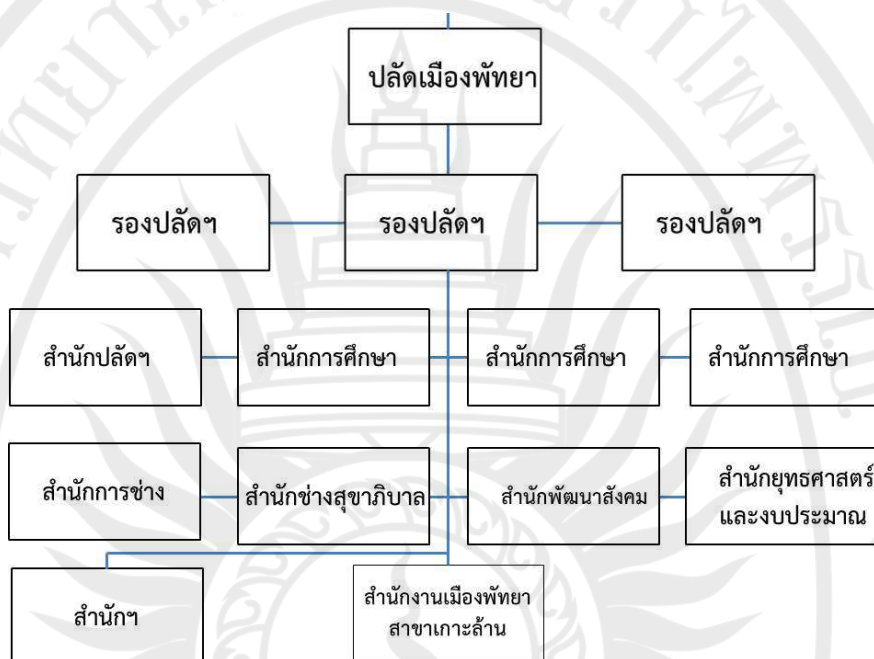 ปลัดเมืองพัทยา
รองปลัดฯ
รองปลัดฯ
รองปลัดฯ
สำนักปลัดฯ
สำนักการศึกษา
สำนักการศึกษา
สำนักการศึกษา
สำนักการช่าง
สำนักช่างสุขาภิบาล
สำนักพัฒนาสังคม
สำนักยุทธศาสตร์
และงบประมาณ
สำนักฯ
สำนักงานเมืองพัทยา
สาขาเกาะล้าน